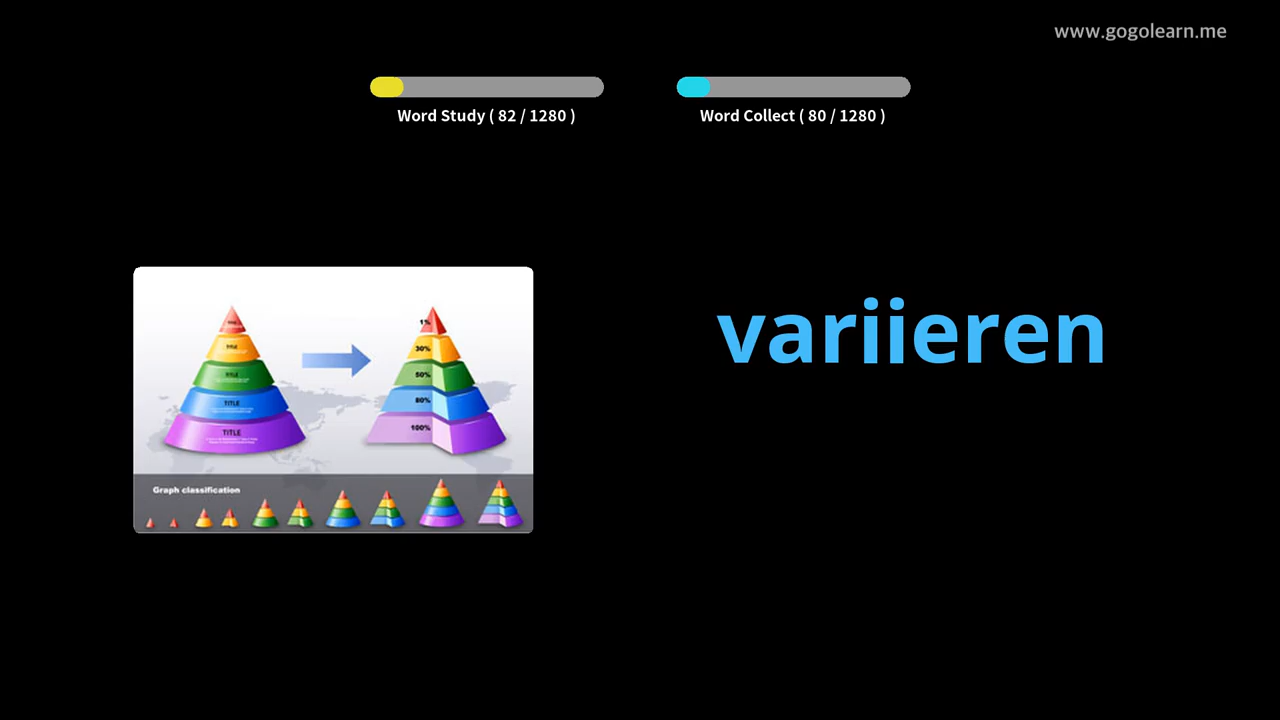 www.gogolearn.me
Word Study ( 82 / 1280 )
Word Collect ( 80 / 1280 )
variieren
TITLE
TITLE
TITLE
TITLE
1%
30%
50%
80%
100%
Graph classification